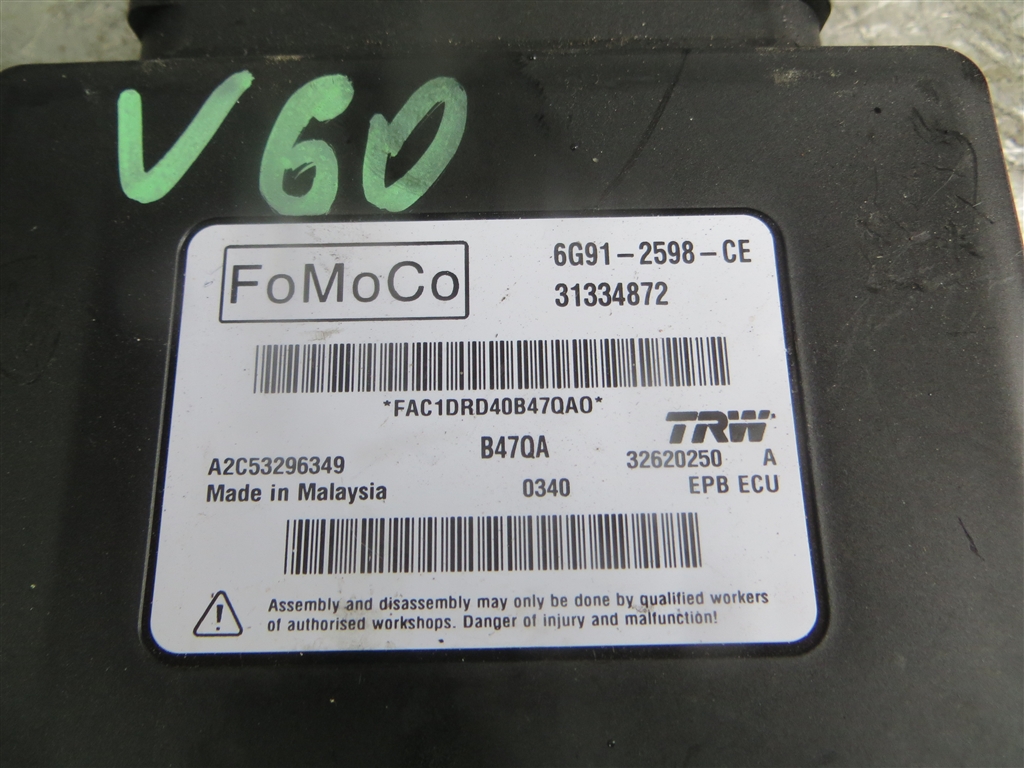 V60
FoMoCo
6G91-2598-CE
31334872
*FAC1DRD40B47QA0*
TRW
B47QA
A2C53296349
32620250 A
Made in Malaysia
0340
EPB ECU
Assembly and disassembly may only be done by qualified workers
of authorised workshops. Danger of injury and malfunction!